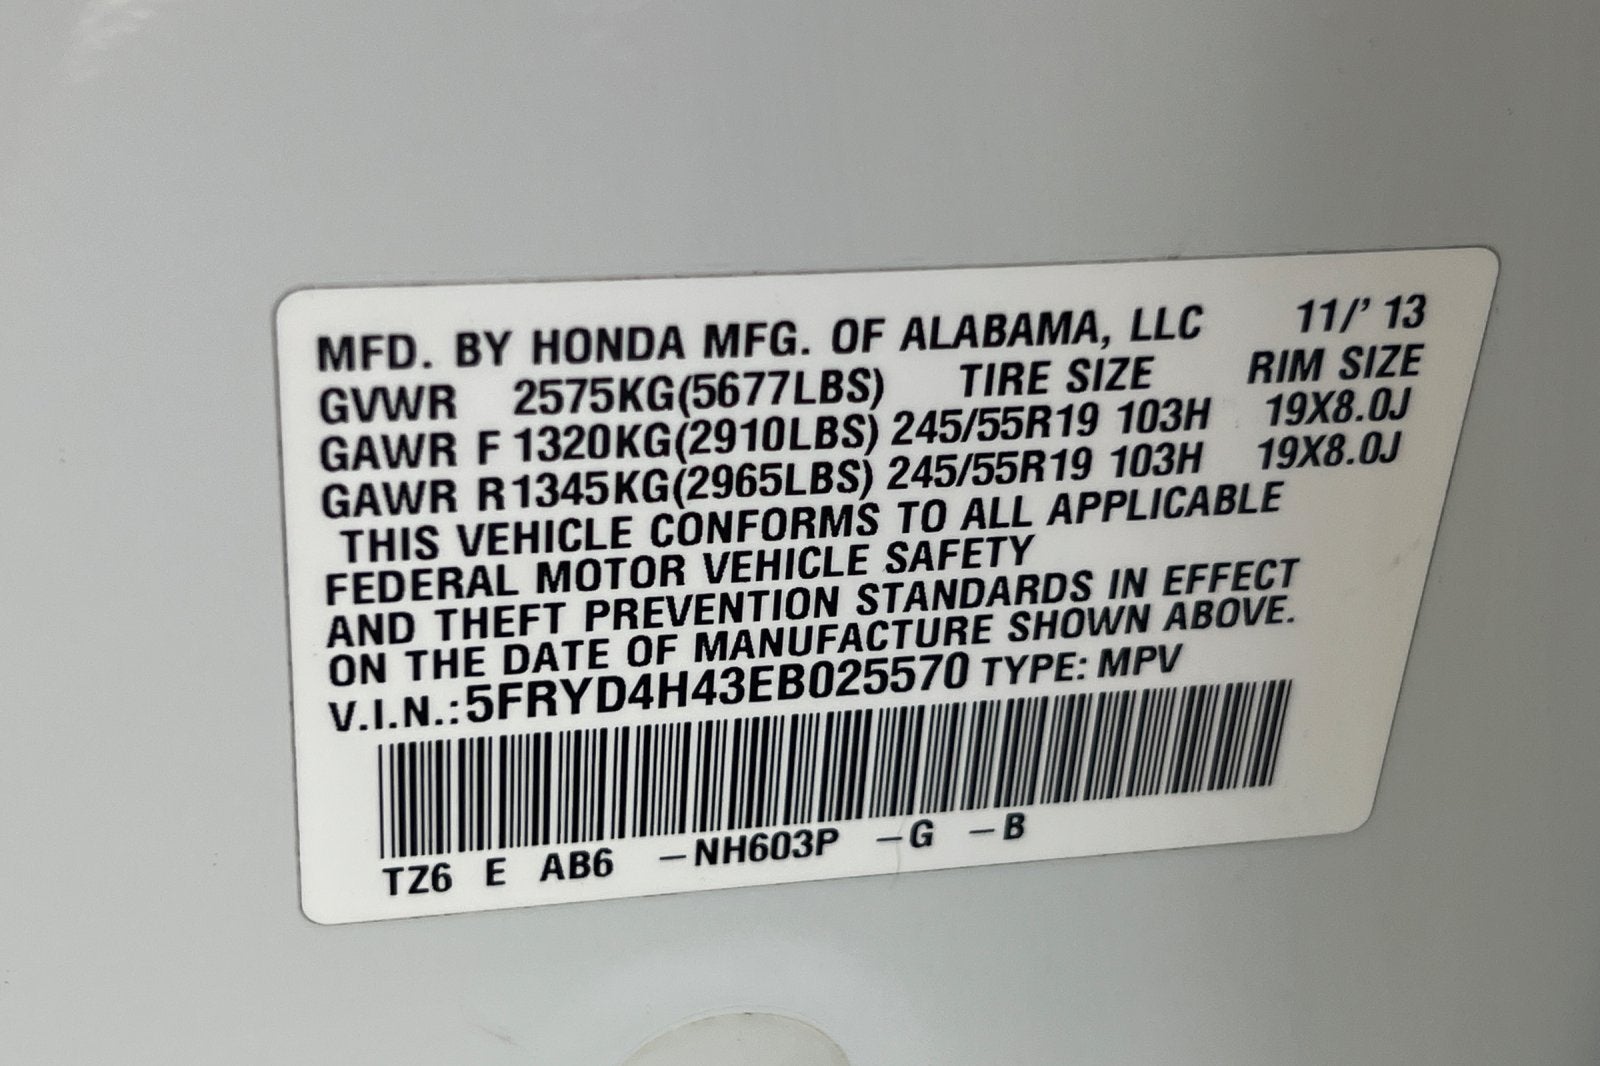 MFD. BY HONDA MFG. OF ALABAMA, LLC 11/' 13
GVWR 2575KG(5677LBS) TIRE SIZE RIM SIZE
GAWR F 1320KG(2910LBS) 245/55R19 103H 19X8.0J
GAWR R 1345KG(2965LBS) 245/55R19 103H 19X8.0J
THIS VEHICLE CONFORMS TO ALL APPLICABLE
FEDERAL MOTOR VEHICLE SAFETY
AND THEFT PREVENTION STANDARDS IN EFFECT
ON THE DATE OF MANUFACTURE SHOWN ABOVE.
V.I.N.:5FRYD4H43EB025570 TYPE: MPV
TZ6 E AB6 -NH603P -G -B